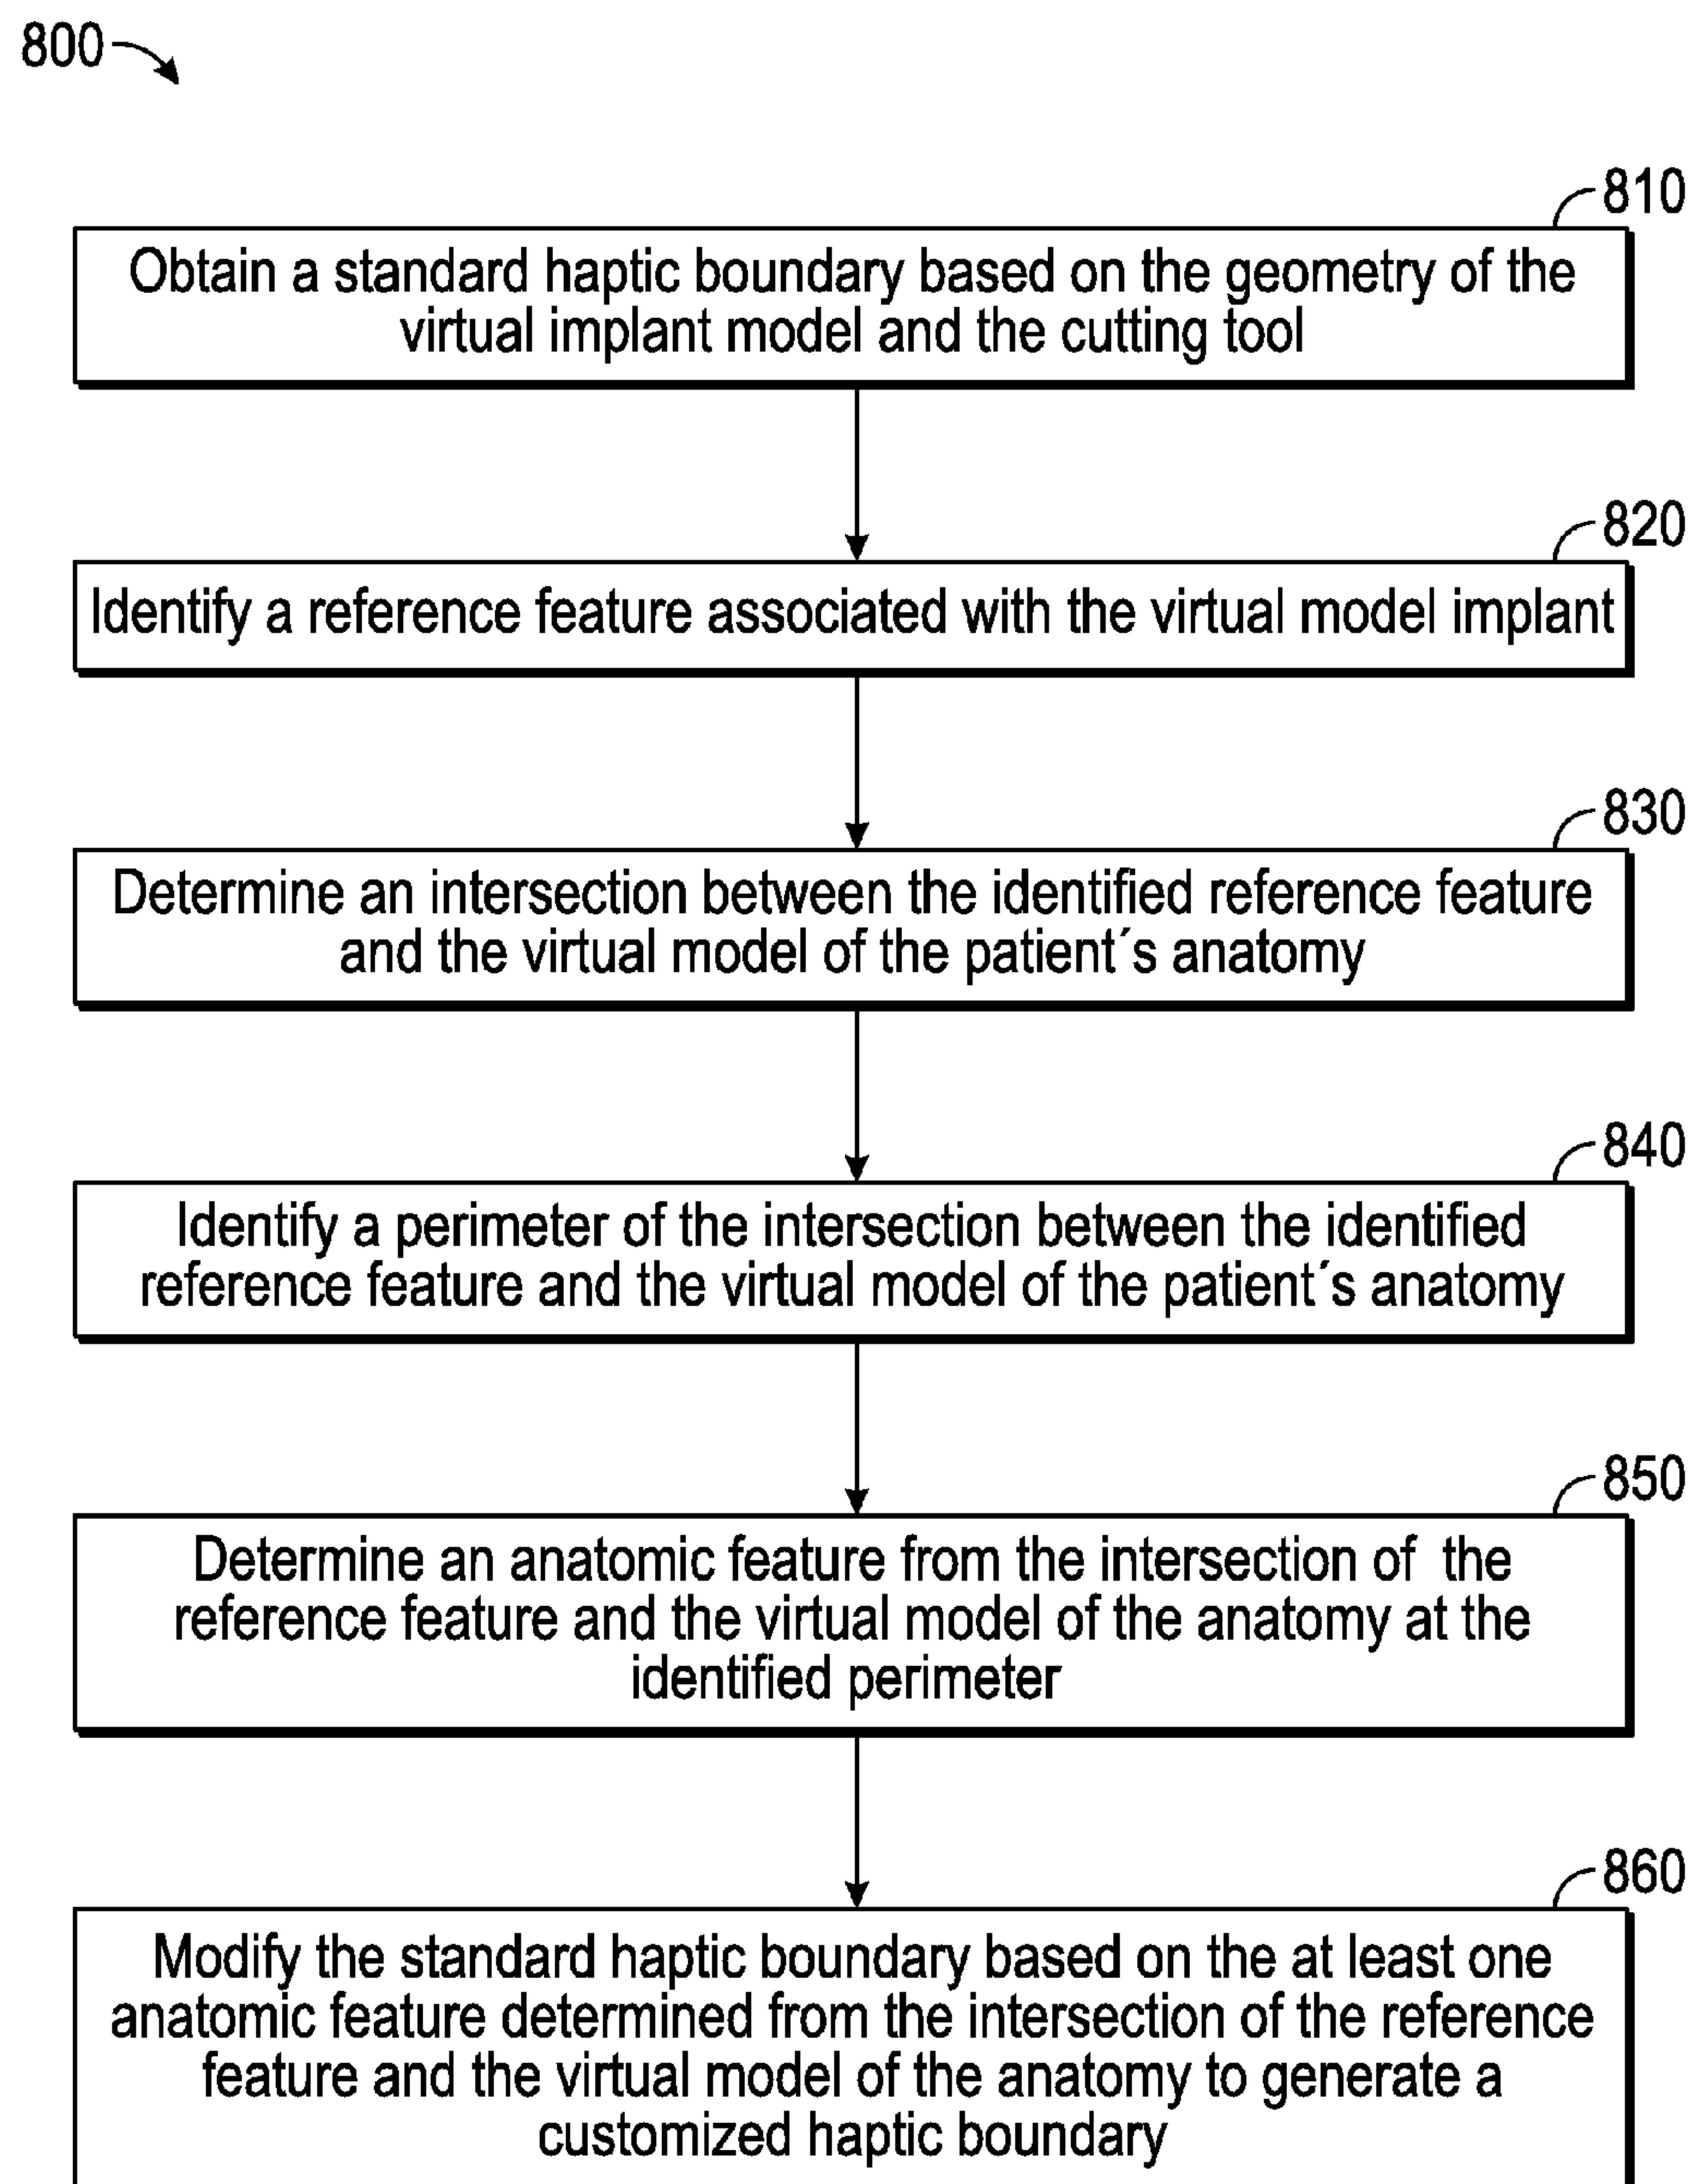 800
810
Obtain a standard haptic boundary based on the geometry of the
virtual implant model and the cutting tool
820
Identify a reference feature associated with the virtual model implant
830
Determine an intersection between the identified reference feature
and the virtual model of the patient´s anatomy
840
Identify a perimeter of the intersection between the identified
reference feature and the virtual model of the patient´s anatomy
850
Determine an anatomic feature from the intersection of the
reference feature and the virtual model of the anatomy at the
identified perimeter
860
Modify the standard haptic boundary based on the at least one
anatomic feature determined from the intersection of the reference
feature and the virtual model of the anatomy to generate a
customized haptic boundary